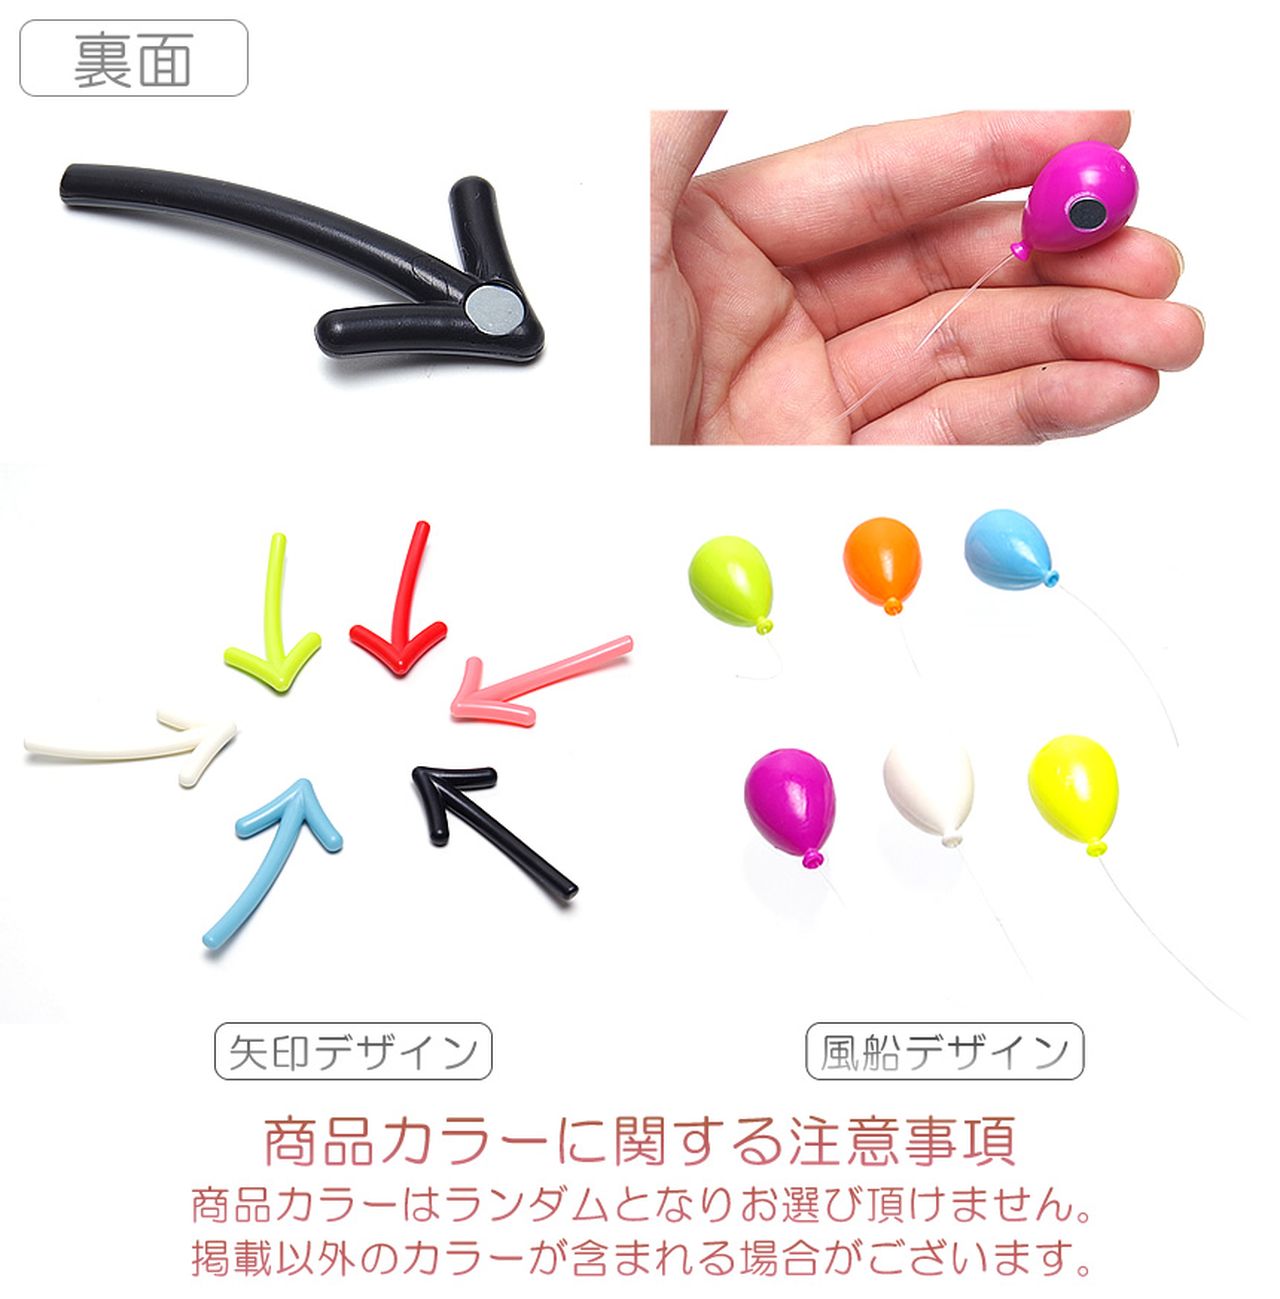 裏面
矢印デザイン
風船デザイン
商品カラーに関する注意事項
商品カラーはランダムとなりお選び頂けません。
掲載以外のカラーが含まれる場合がございます。